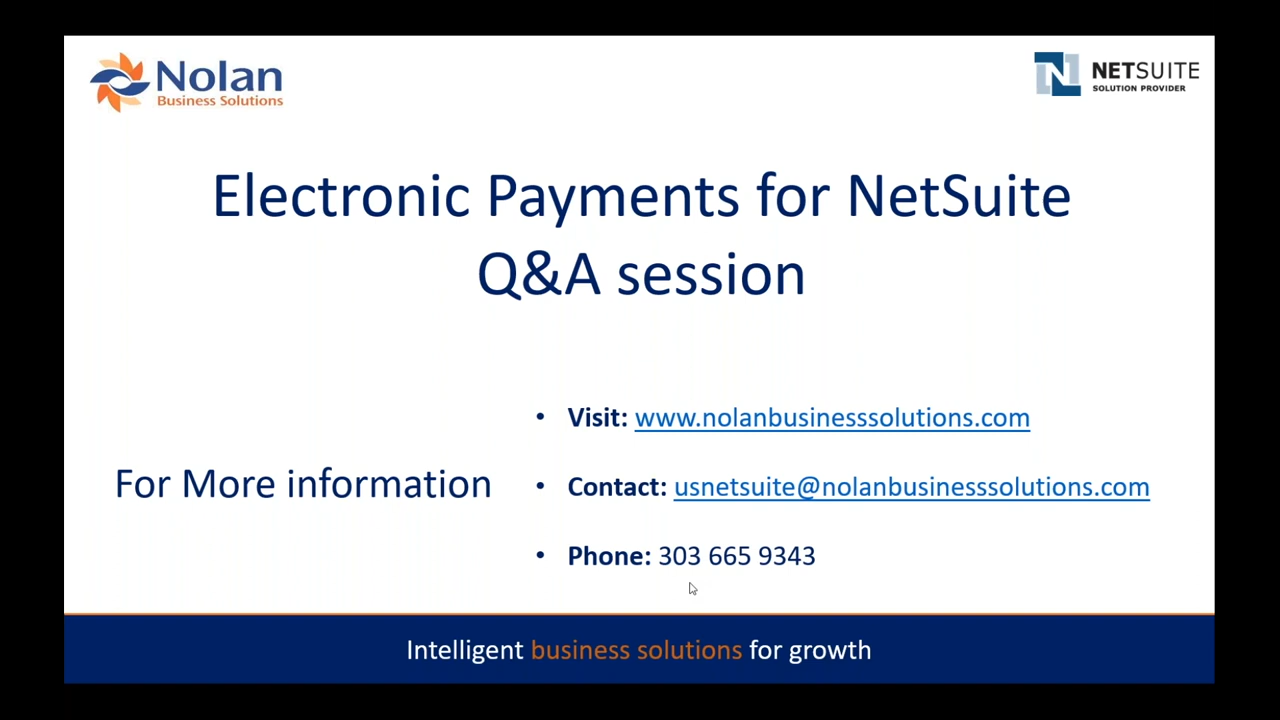 Nolan
Business Solutions
NETSUITE
SOLUTION PROVIDER
Electronic Payments for NetSuite
Q&A session
For More information
• Visit: www.nolanbusinesssolutions.com
• Contact: usnetsuite@nolanbusinesssolutions.com
• Phone: 303 665 9343
Intelligent business solutions for growth